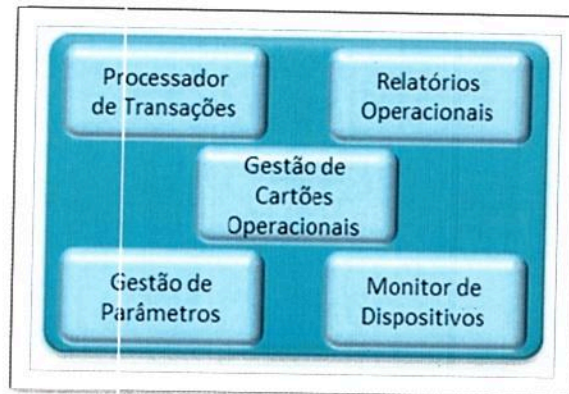 Processador
de Transações
Relatórios
Operacionais
Gestão de
Cartões
Operacionais
Gestão de
Parâmetros
Monitor de
Dispositivos